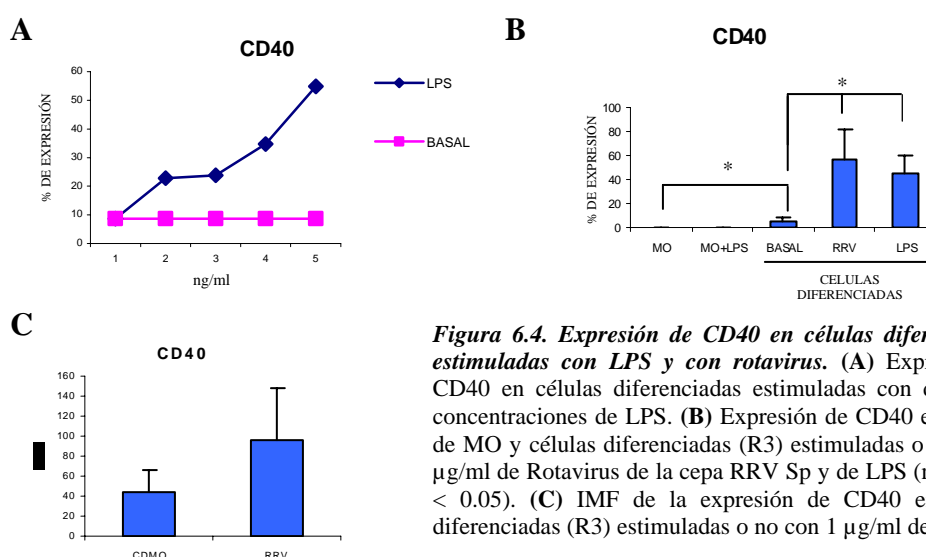 A
CD40
% DE EXPRESIÓN
60
50
40
30
20
10
0
1 2 3 4 5
ng/ml
LPS
BASAL
B
CD40
% DE EXPRESIÓN
100
80
60
40
20
0
*
*
MO MO+LPS BASAL RRV LPS
CELULAS
DIFERENCIADAS
C
CD40
160
140
120
100
80
60
40
20
0
CDMO RRV
Figura 6.4. Expresión de CD40 en células difer
estimuladas con LPS y con rotavirus. (A) Expr
CD40 en células diferenciadas estimuladas con
concentraciones de LPS. (B) Expresión de CD40 e
de MO y células diferenciadas (R3) estimuladas o
µg/ml de Rotavirus de la cepa RRV Sp y de LPS (
< 0.05). (C) IMF de la expresión de CD40 e
diferenciadas (R3) estimuladas o no con 1 µg/ml de